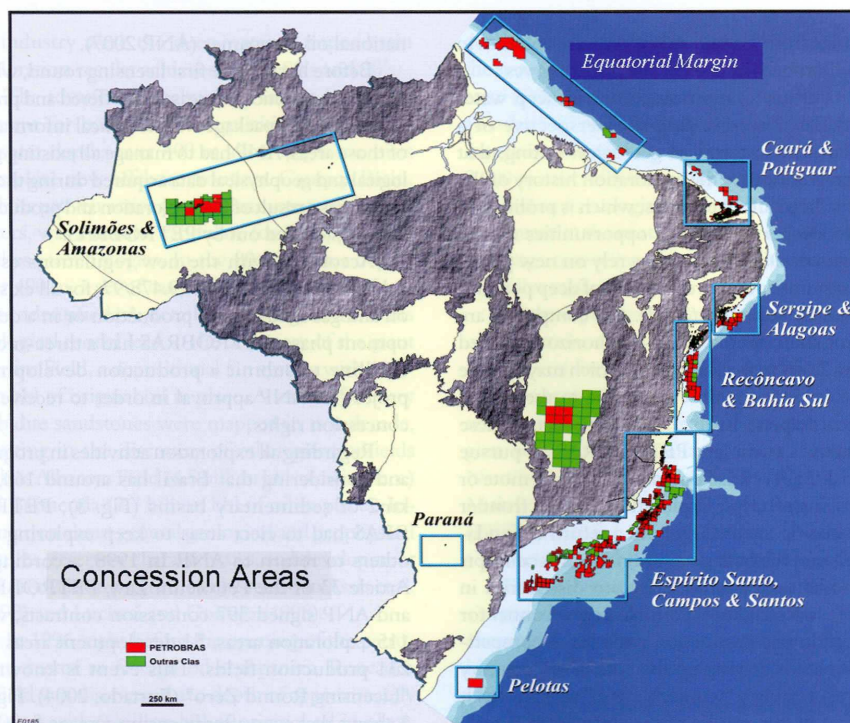 Equatorial Margin
Ceará &
Potiguar
Solimões &
Amazonas
Sergipe &
Alagoas
Recôncavo
& Bahia Sul
Paraná
Concession Areas
Espírito Santo,
Campos & Santos
PETROBRAS
Outras Cias
250 km
Pelotas
E0185